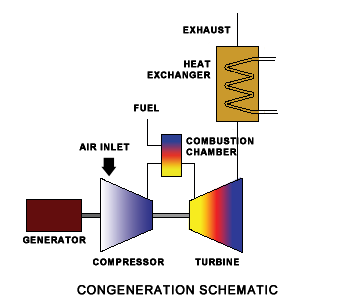 EXHAUST
HEAT
EXCHANGER
FUEL
COMBUSTION
CHAMBER
AIR INLET
GENERATOR
COMPRESSOR
TURBINE
CONGENERATION SCHEMATIC